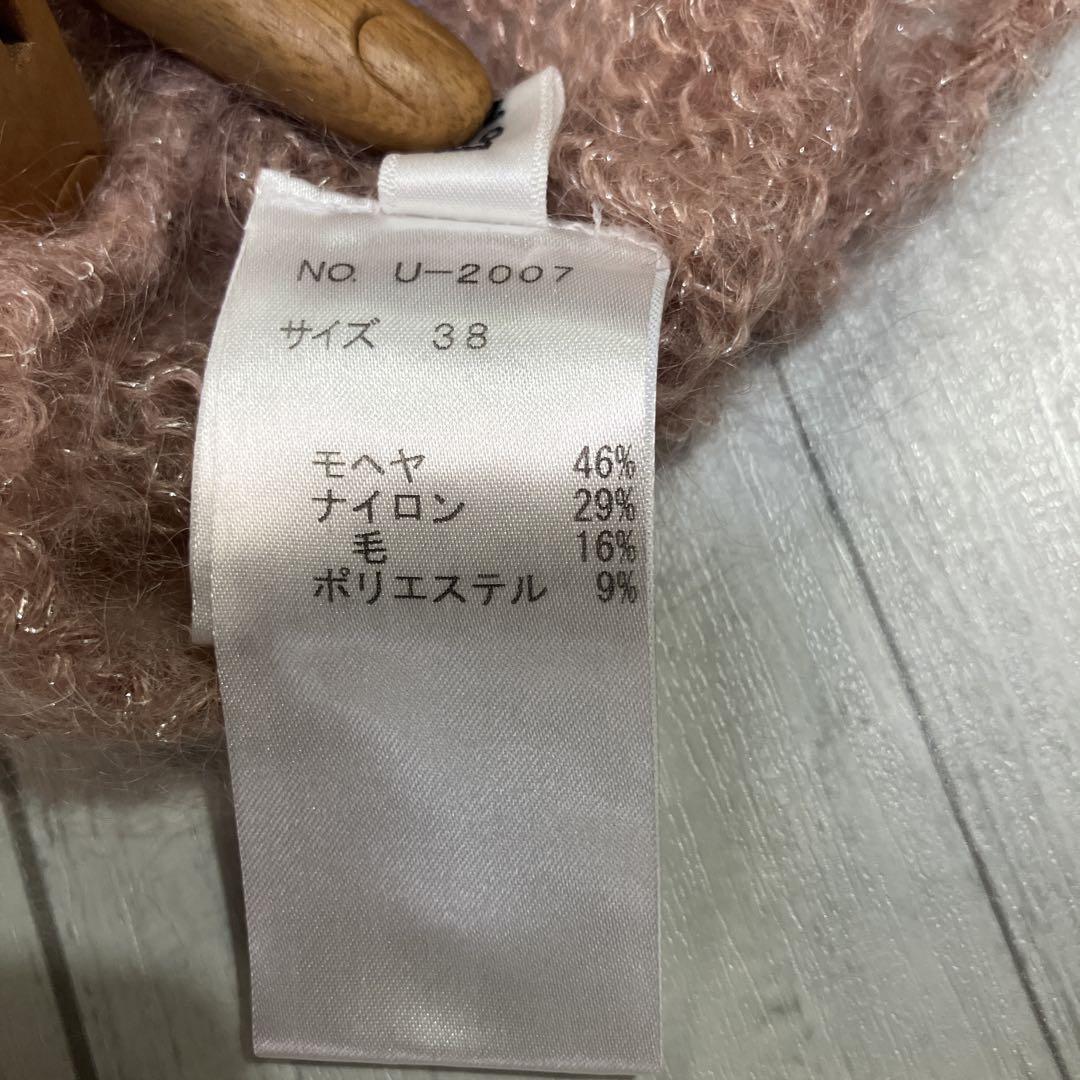 NO. U-2007
サイズ 38
モヘヤ 46%
ナイロン 29%
毛 16%
ポリエステル 9%